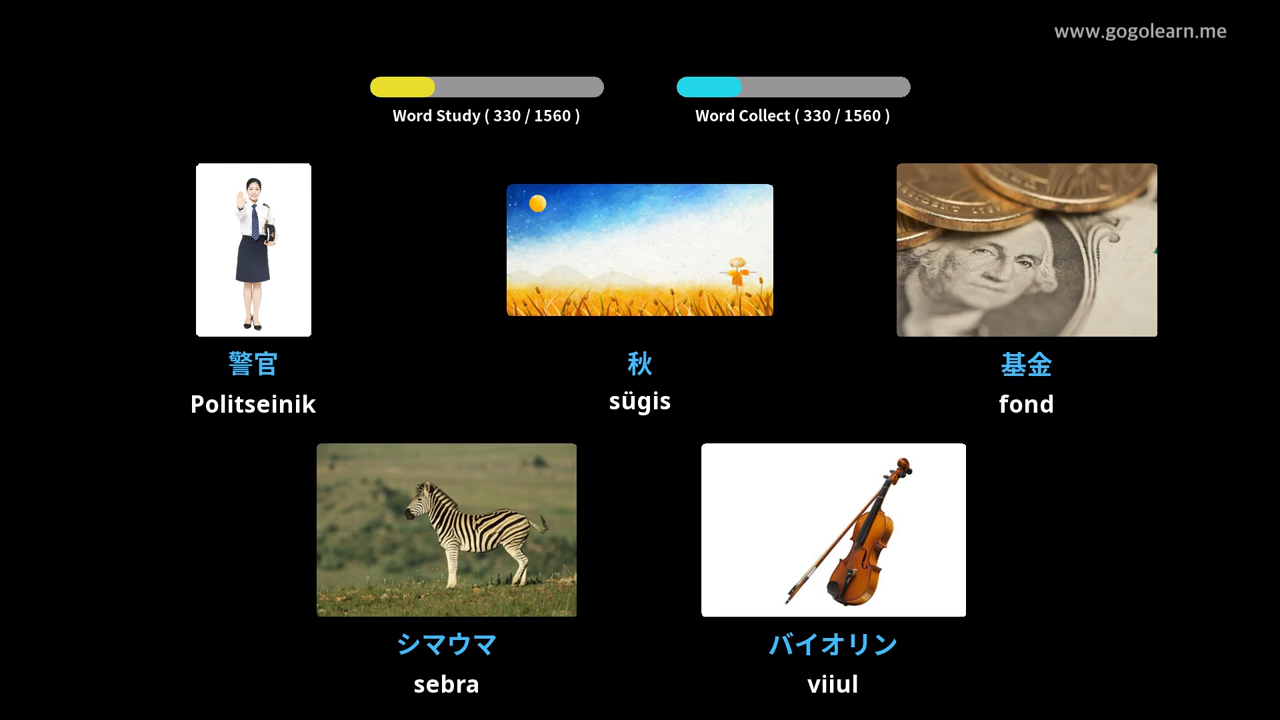 www.gogolearn.me
Word Study ( 330 / 1560 )
Word Collect ( 330 / 1560 )
警官
Politseinik
秋
sügis
基金
fond
シマウマ
sebra
バイオリン
viiul